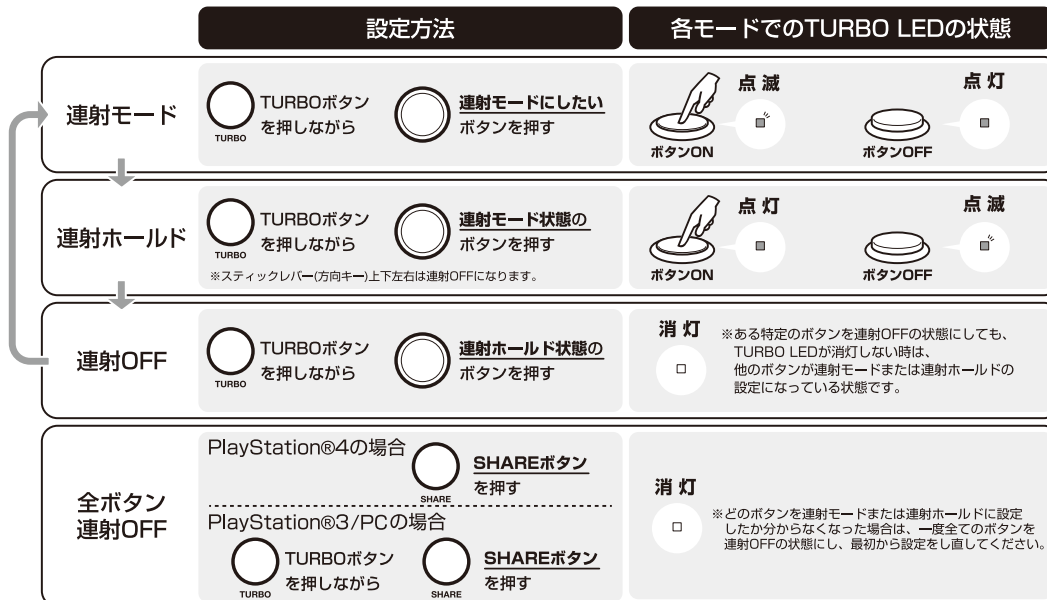 設定方法
各モードでのTURBO LEDの状態
連射モード
TURBO
TURBOボタン
を押しながら
連射モードにしたい
ボタンを押す
点滅
ボタンON
点灯
ボタンOFF
連射ホールド
TURBO
TURBOボタン
を押しながら
連射モード状態の
ボタンを押す
※スティックレバー(方向キー)上下左右は連射OFFになります。
点灯
ボタンON
点滅
ボタンOFF
連射OFF
TURBO
TURBOボタン
を押しながら
連射ホールド状態の
ボタンを押す
消灯
※ある特定のボタンを連射OFFの状態にしても、
TURBO LEDが消灯しない時は、
他のボタンが連射モードまたは連射ホールドの
設定になっている状態です。
全ボタン
連射OFF
PlayStation®4の場合
SHARE
SHAREボタン
を押す
PlayStation®3/PCの場合
TURBO
TURBOボタン
を押しながら
SHARE
SHAREボタン
を押す
消灯
※どのボタンを連射モードまたは連射ホールドに設定
したか分からなくなった場合は、一度全てのボタンを
連射OFFの状態にし、最初から設定をし直してください。